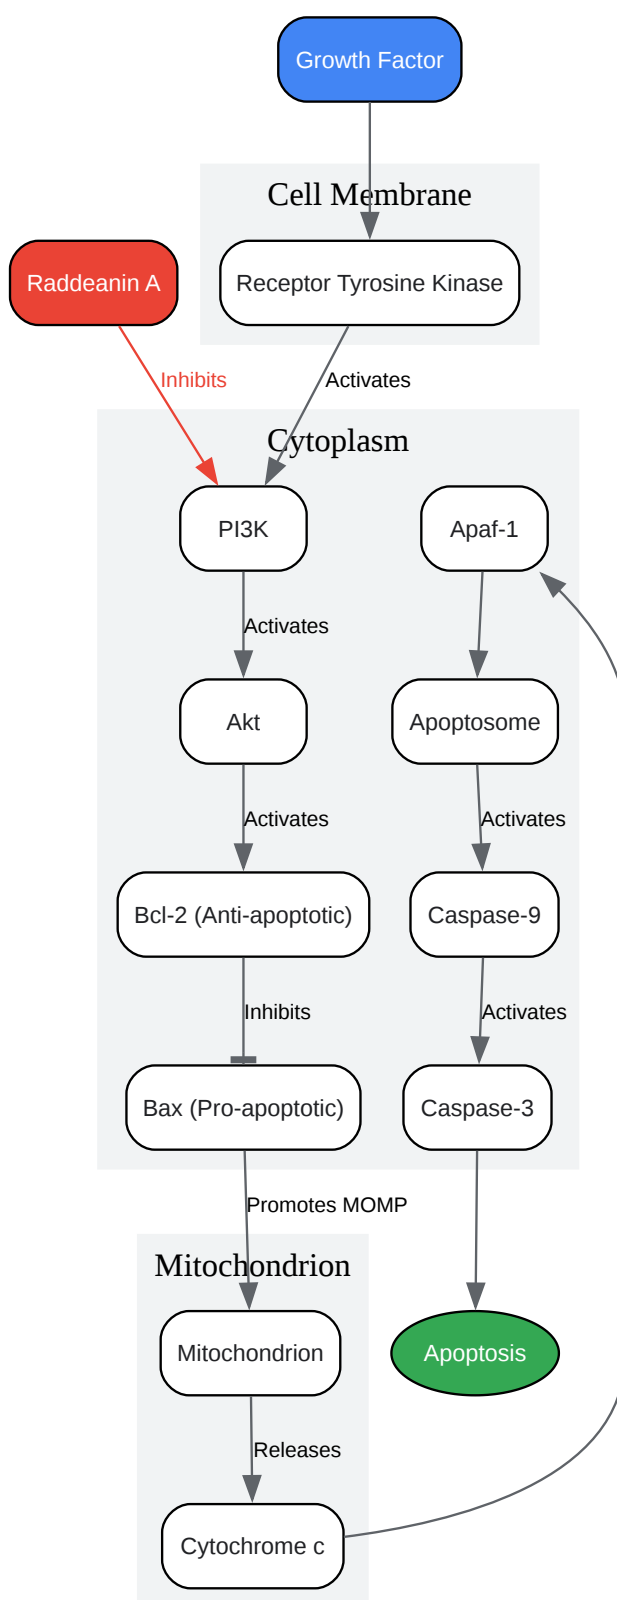 Growth Factor
Cell Membrane
Raddeanin A
Receptor Tyrosine Kinase
Inhibits
Activates
Cytoplasm
PI3K
Apaf-1
Activates
Akt
Apoptosome
Activates
Activates
Bcl-2 (Anti-apoptotic)
Caspase-9
Inhibits
Activates
Bax (Pro-apoptotic)
Caspase-3
Promotes MOMP
Mitochondrion
Mitochondrion
Apoptosis
Releases
Cytochrome c